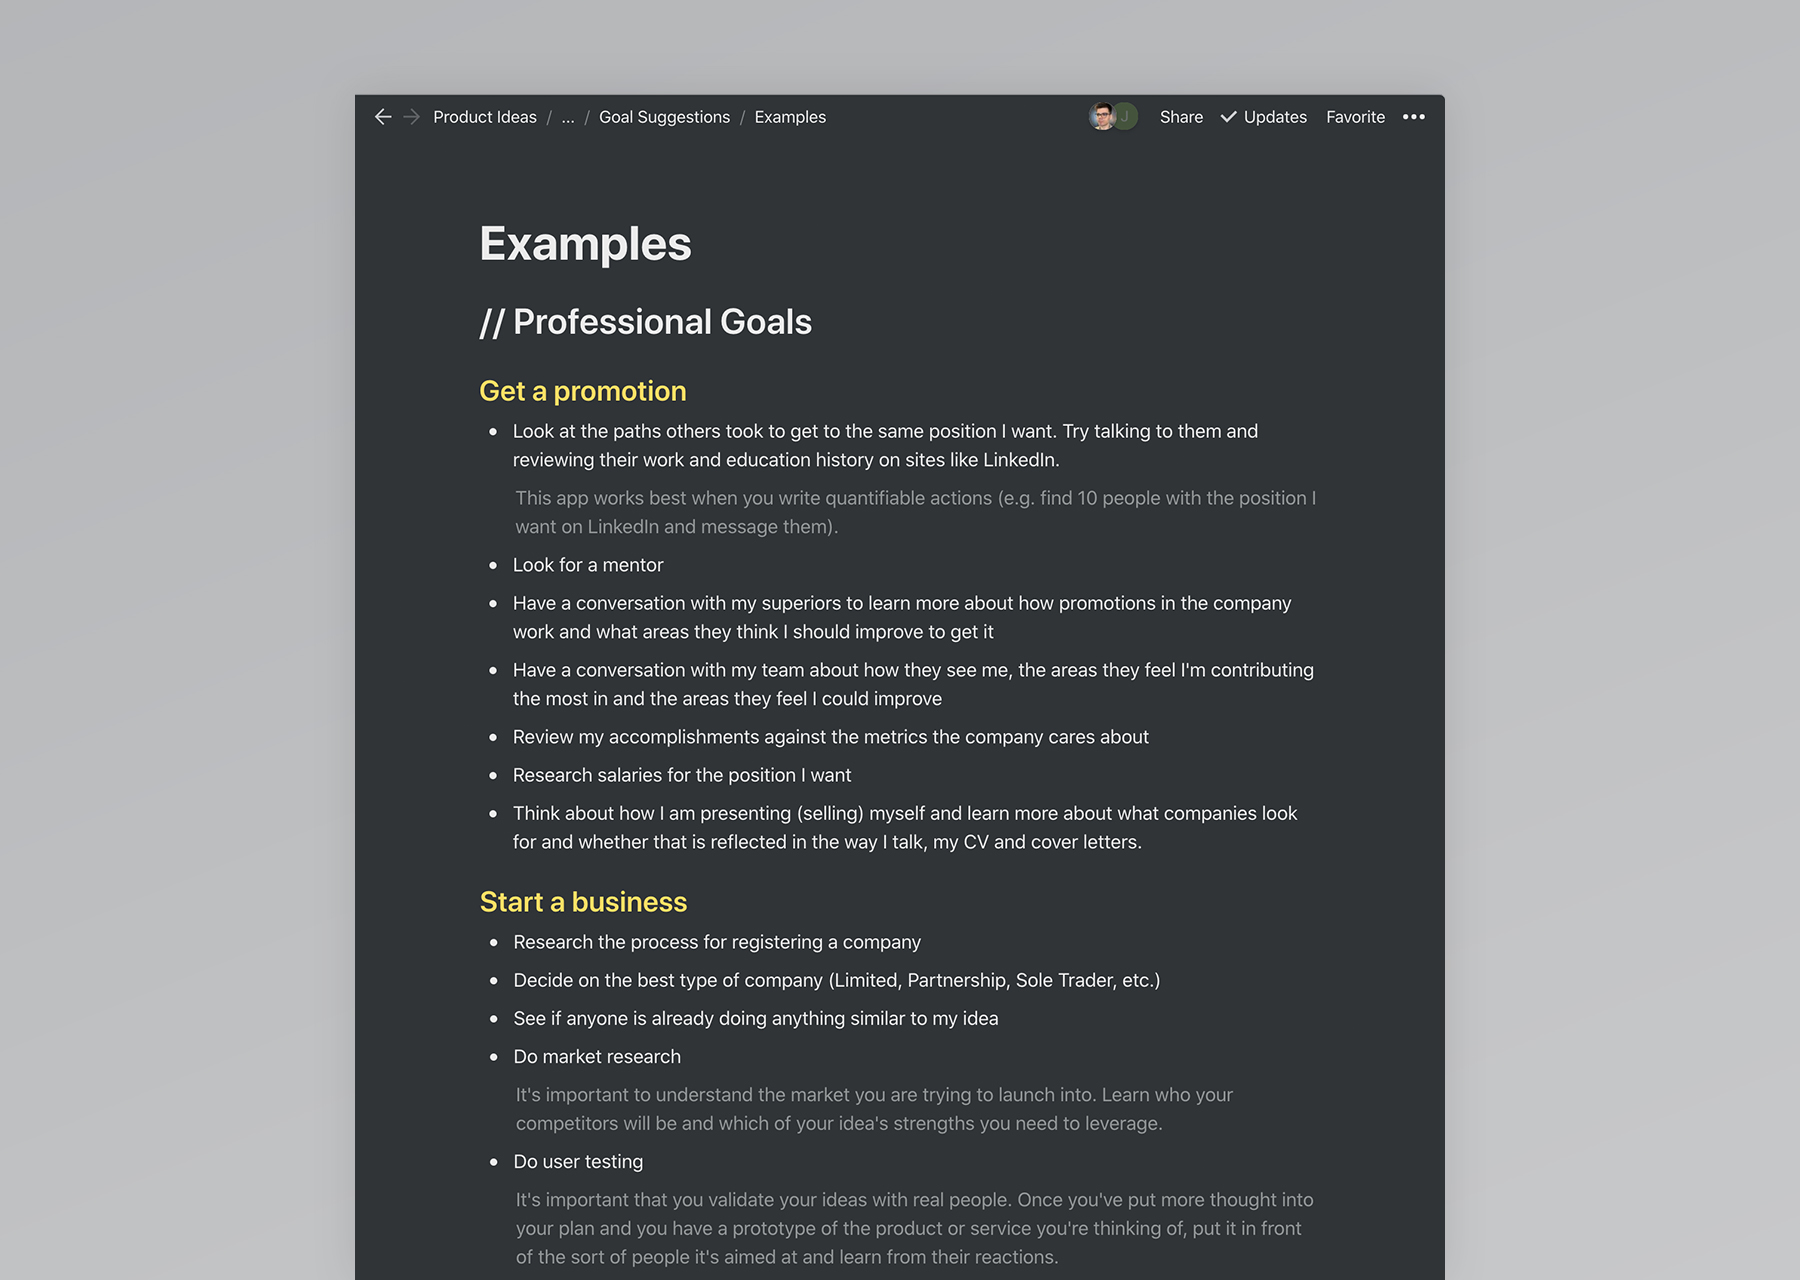 Product Ideas / ... / Goal Suggestions / Examples
J Share Updates Favorite •••
Examples
// Professional Goals
Get a promotion
• Look at the paths others took to get to the same position I want. Try talking to them and
reviewing their work and education history on sites like LinkedIn.
This app works best when you write quantifiable actions (e.g. find 10 people with the position I
want on LinkedIn and message them).
• Look for a mentor
• Have a conversation with my superiors to learn more about how promotions in the company
work and what areas they think I should improve to get it
• Have a conversation with my team about how they see me, the areas they feel I'm contributing
the most in and the areas they feel I could improve
• Review my accomplishments against the metrics the company cares about
• Research salaries for the position I want
• Think about how I am presenting (selling) myself and learn more about what companies look
for and whether that is reflected in the way I talk, my CV and cover letters.
Start a business
• Research the process for registering a company
• Decide on the best type of company (Limited, Partnership, Sole Trader, etc.)
• See if anyone is already doing anything similar to my idea
• Do market research
It's important to understand the market you are trying to launch into. Learn who your
competitors will be and which of your idea's strengths you need to leverage.
• Do user testing
It's important that you validate your ideas with real people. Once you've put more thought into
your plan and you have a prototype of the product or service you're thinking of, put it in front
of the sort of people it's aimed at and learn from their reactions.